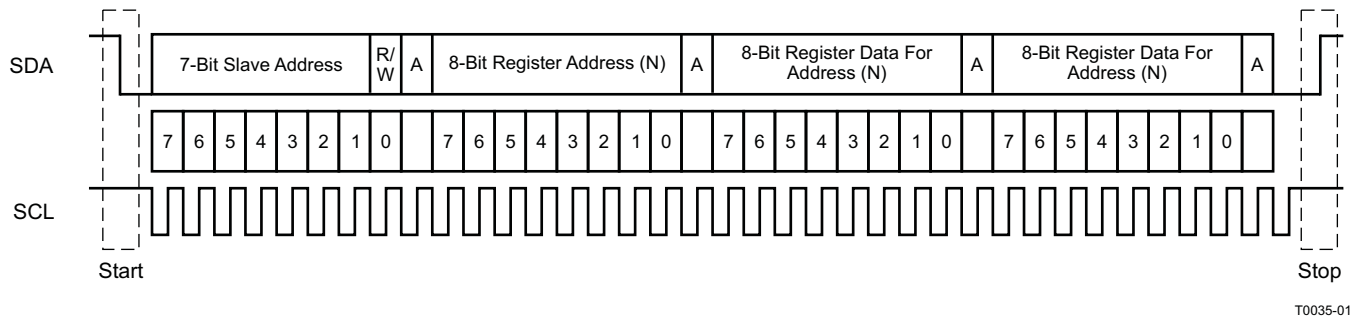 SDA
7-Bit Slave Address
R/
W
A
8-Bit Register Address (N)
A
8-Bit Register Data For
Address (N)
A
8-Bit Register Data For
Address (N)
A
7 6 5 4 3 2 1 0 7 6 5 4 3 2 1 0 7 6 5 4 3 2 1 0 7 6 5 4 3 2 1 0
SCL
Start
Stop
T0035-01